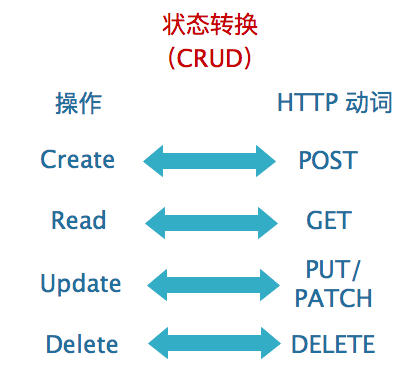 状态转换
（CRUD）
操作 HTTP 动词
Create POST
Read GET
Update PUT/
PATCH
Delete DELETE